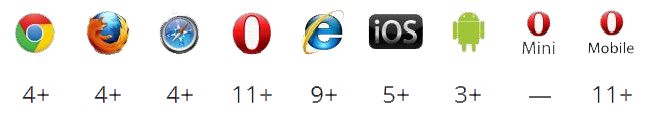 iOS
Mini Mobile
4+ 4+ 4+ 11+ 9+ 5+ 3+ — 11+